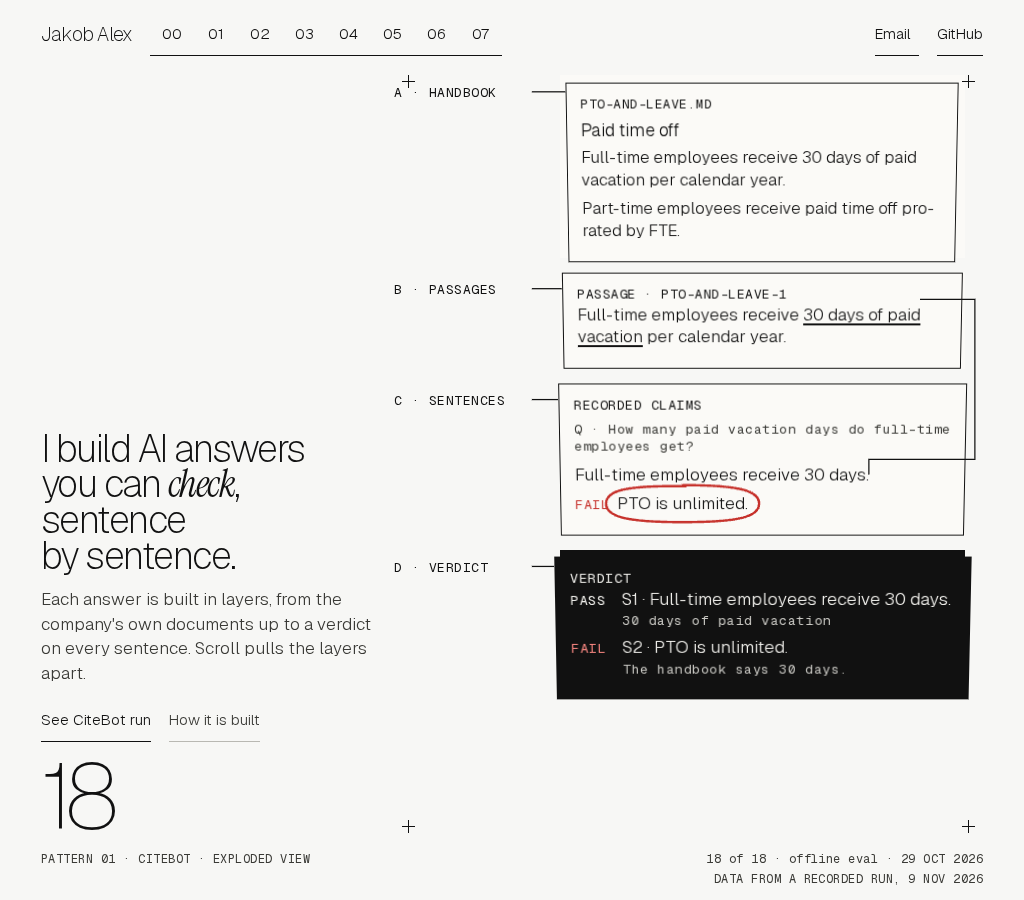 Jakob Alex 00 01 02 03 04 05 06 07 Email GitHub
A · HANDBOOK
PTO-AND-LEAVE.MD
Paid time off
Full-time employees receive 30 days of paid
vacation per calendar year.
Part-time employees receive paid time off pro-
rated by FTE.
B · PASSAGES
PASSAGE · PTO-AND-LEAVE-1
Full-time employees receive 30 days of paid
vacation per calendar year.
C · SENTENCES
RECORDED CLAIMS
Q · How many paid vacation days do full-time
employees get?
Full-time employees receive 30 days.
FAIL PTO is unlimited.
D · VERDICT
VERDICT
PASS S1 · Full-time employees receive 30 days.
30 days of paid vacation
FAIL S2 · PTO is unlimited.
The handbook says 30 days.
I build AI answers
you can check,
sentence
by sentence.
Each answer is built in layers, from the
company's own documents up to a verdict
on every sentence. Scroll pulls the layers
apart.
See CiteBot run How it is built
18
PATTERN 01 · CITEBOT · EXPLODED VIEW
18 of 18 · offline eval · 29 OCT 2026
DATA FROM A RECORDED RUN, 9 NOV 2026